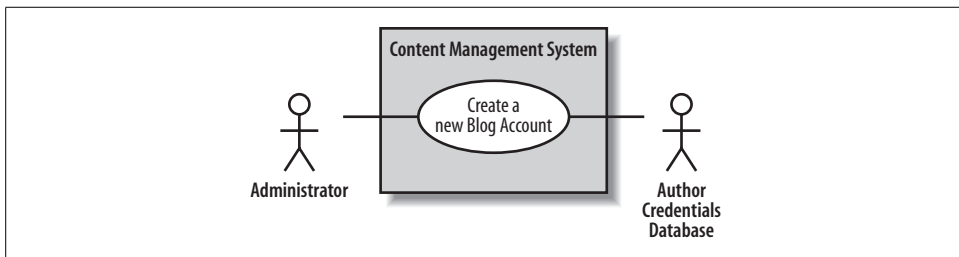 Content Management System
Create a
new Blog Account
Administrator
Author
Credentials
Database